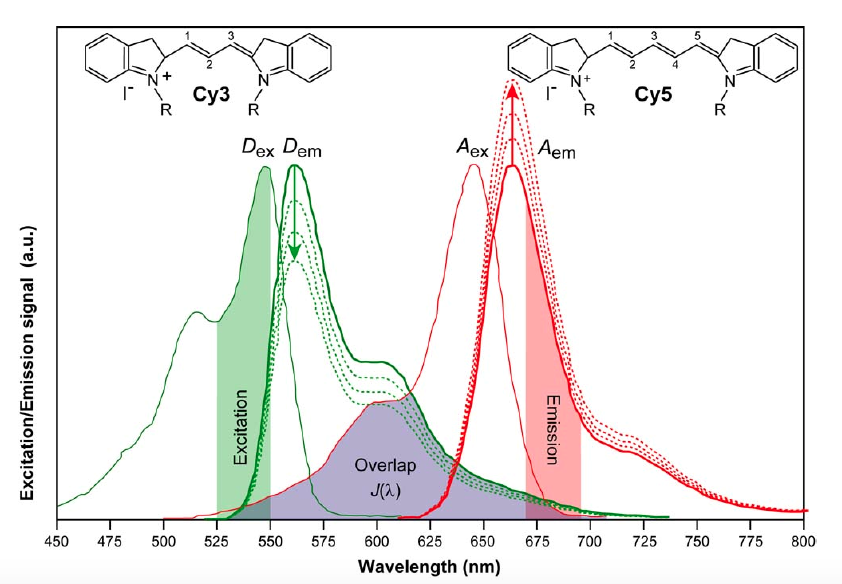 1 3
2
N +
I-
R
Cy3
N
R
1 3 5
2 4
N +
I-
R
Cy5
N
R
Dex Dem
Aex Aem
Excitation/Emission signal (a.u.)
Excitation
Overlap
J(λ)
Emission
450 475 500 525 550 575 600 625 650 675 700 725 750 775 800
Wavelength (nm)